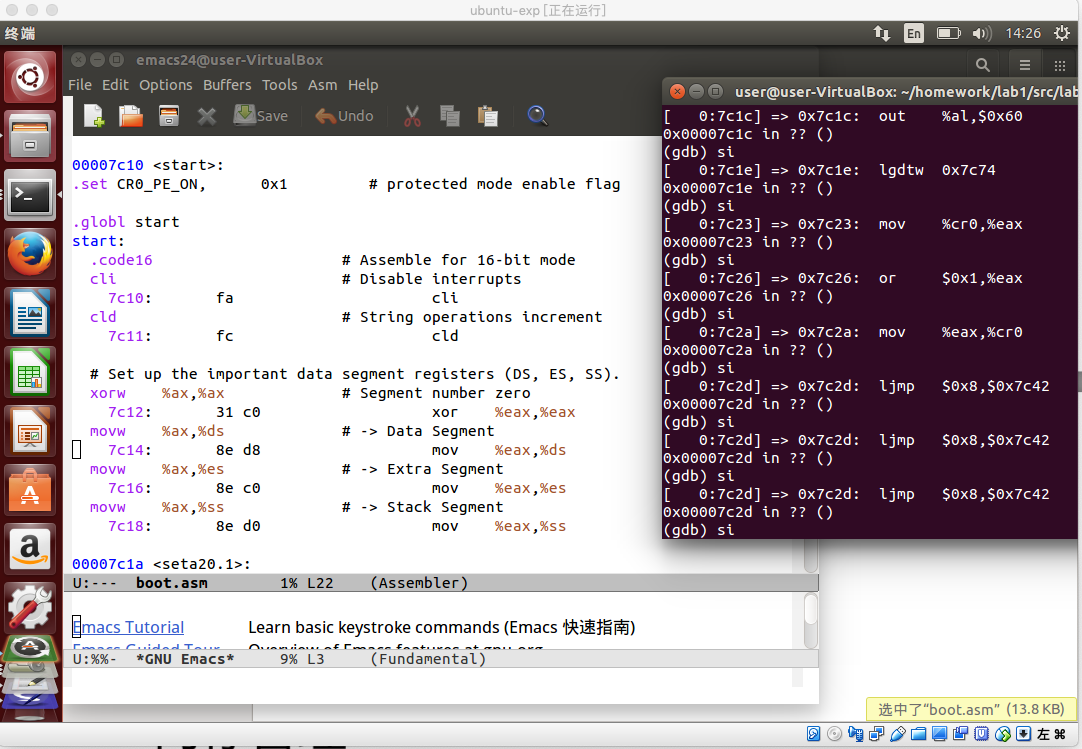 ubuntu-exp [正在运行]
终端
En
14:26
emacs24@user-VirtualBox
File Edit Options Buffers Tools Asm Help
Save
Undo
00007c10 <start>:
.set CR0_PE_ON,      0x1         # protected mode enable flag
.globl start
start:
  .code16                     # Assemble for 16-bit mode
  cli                         # Disable interrupts
    7c10:       fa                      cli
  cld                         # String operations increment
    7c11:       fc                      cld
  # Set up the important data segment registers (DS, ES, SS).
  xorw    %ax,%ax             # Segment number zero
    7c12:       31 c0                   xor    %eax,%eax
  movw    %ax,%ds             # -> Data Segment
    7c14:       8e d8                   mov    %eax,%ds
  movw    %ax,%es             # -> Extra Segment
    7c16:       8e c0                   mov    %eax,%es
  movw    %ax,%ss             # -> Stack Segment
    7c18:       8e d0                   mov    %eax,%ss
00007c1a <seta20.1>:
U:---  boot.asm        1% L22    (Assembler)
Emacs Tutorial Learn basic keystroke commands (Emacs 快速指南)
Emacs Guided Tour Overview of Emacs features at gnu.org
U:%%-  *GNU Emacs*     9% L3     (Fundamental)
user@user-VirtualBox: ~/homework/lab1/src/lab
[   0:7c1c] => 0x7c1c:  out    %al,$0x60
0x00007c1c in ?? ()
(gdb) si
[   0:7c1e] => 0x7c1e:  lgdtw  0x7c74
0x00007c1e in ?? ()
(gdb) si
[   0:7c23] => 0x7c23:  mov    %cr0,%eax
0x00007c23 in ?? ()
(gdb) si
[   0:7c26] => 0x7c26:  or     $0x1,%eax
0x00007c26 in ?? ()
(gdb) si
[   0:7c2a] => 0x7c2a:  mov    %eax,%cr0
0x00007c2a in ?? ()
(gdb) si
[   0:7c2d] => 0x7c2d:  ljmp   $0x8,$0x7c42
0x00007c2d in ?? ()
(gdb) si
[   0:7c2d] => 0x7c2d:  ljmp   $0x8,$0x7c42
0x00007c2d in ?? ()
(gdb) si
[   0:7c2d] => 0x7c2d:  ljmp   $0x8,$0x7c42
0x00007c2d in ?? ()
(gdb) si
选中了“boot.asm” (13.8 KB)
左 ⌘